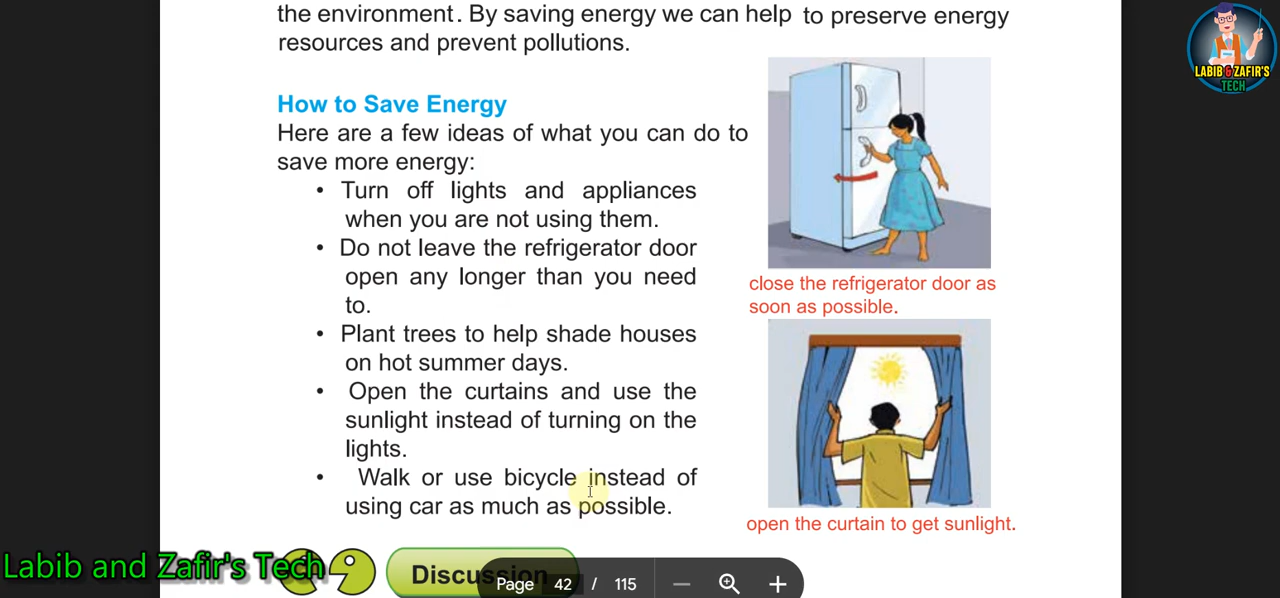 the environment. By saving energy we can help to preserve energy
resources and prevent pollutions.
How to Save Energy
Here are a few ideas of what you can do to
save more energy:
• Turn off lights and appliances
when you are not using them.
• Do not leave the refrigerator door
open any longer than you need
to.
• Plant trees to help shade houses
on hot summer days.
• Open the curtains and use the
sunlight instead of turning on the
lights.
• Walk or use bicycle instead of
using car as much as possible.
close the refrigerator door as
soon as possible.
open the curtain to get sunlight.
LABIB & ZAFIR'S
TECH
Labib and Zafir's Tech
Discussion
Page 42 / 115